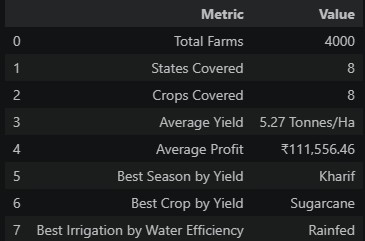 Metric Value
0 Total Farms 4000
1 States Covered 8
2 Crops Covered 8
3 Average Yield 5.27 Tonnes/Ha
4 Average Profit ₹111,556.46
5 Best Season by Yield Kharif
6 Best Crop by Yield Sugarcane
7 Best Irrigation by Water Efficiency Rainfed